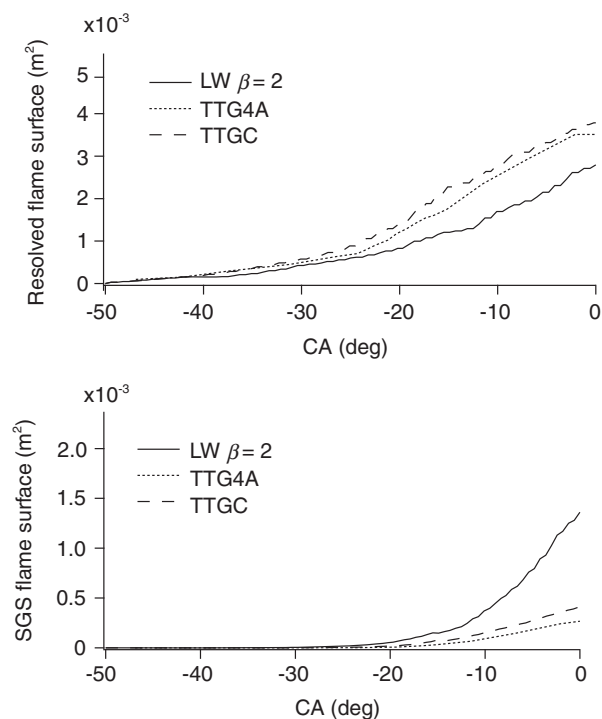 x10⁻³
Resolved flame surface (m²)
5
4
3
2
1
0
LW β = 2
TTG4A
TTGC
-50
-40
-30
-20
-10
0
CA (deg)
x10⁻³
SGS flame surface (m²)
2.0
1.5
1.0
0.5
0
LW β = 2
TTG4A
TTGC
-50
-40
-30
-20
-10
0
CA (deg)